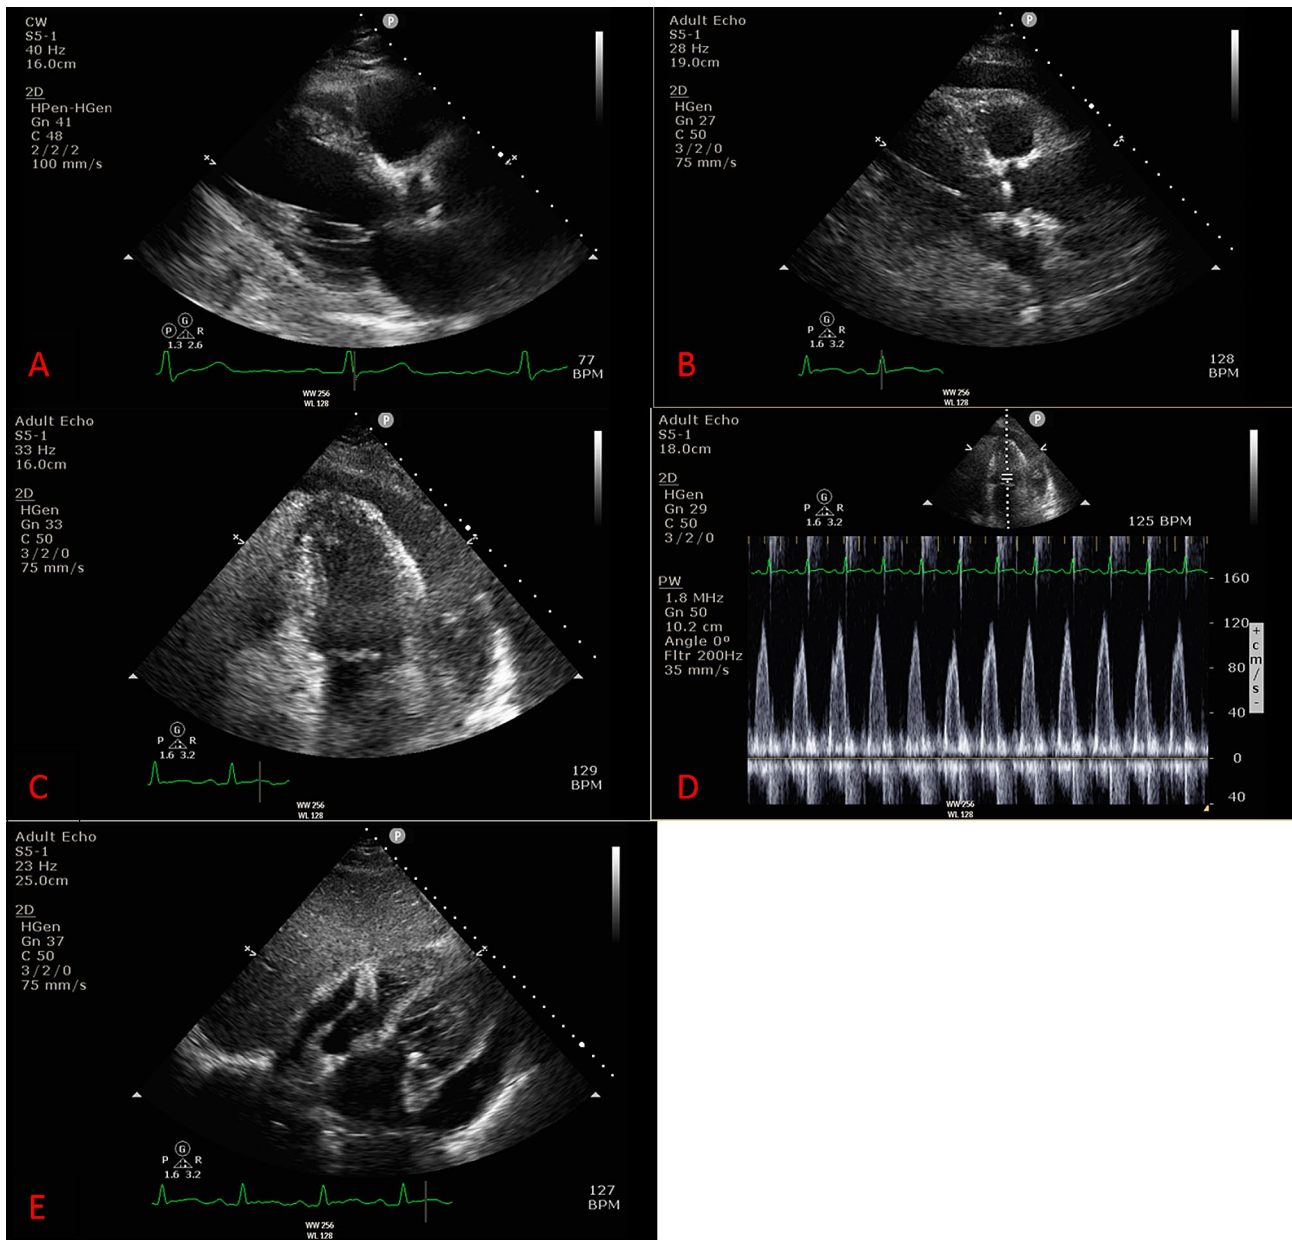 CW
S5-1
40 Hz
16.0cm
2D
HPen-HGen
Gn 41
C 48
2/2/2
100 mm/s
P
P G R
1.3 2.6
77
BPM
WW 256
WL 128
A
Adult Echo
S5-1
28 Hz
19.0cm
2D
HGen
Gn 27
C 50
3/2/0
75 mm/s
P
G
P R
1.6 3.2
128
BPM
WW 256
WL 128
B
Adult Echo
S5-1
33 Hz
16.0cm
2D
HGen
Gn 33
C 50
3/2/0
75 mm/s
P
G
P R
1.6 3.2
129
BPM
WW 256
WL 128
C
Adult Echo
S5-1
18.0cm
2D
HGen
Gn 29
C 50
3/2/0
P
G
P R
1.6 3.2
125 BPM
PW
1.8 MHz
Gn 50
10.2 cm
Angle 0°
Fltr 200Hz
35 mm/s
160
120
80
40
0
40
+
cm/s
-
WW 256
WL 128
D
Adult Echo
S5-1
23 Hz
25.0cm
2D
HGen
Gn 37
C 50
3/2/0
75 mm/s
P
G
P R
1.6 3.2
127
BPM
WW 256
WL 128
E